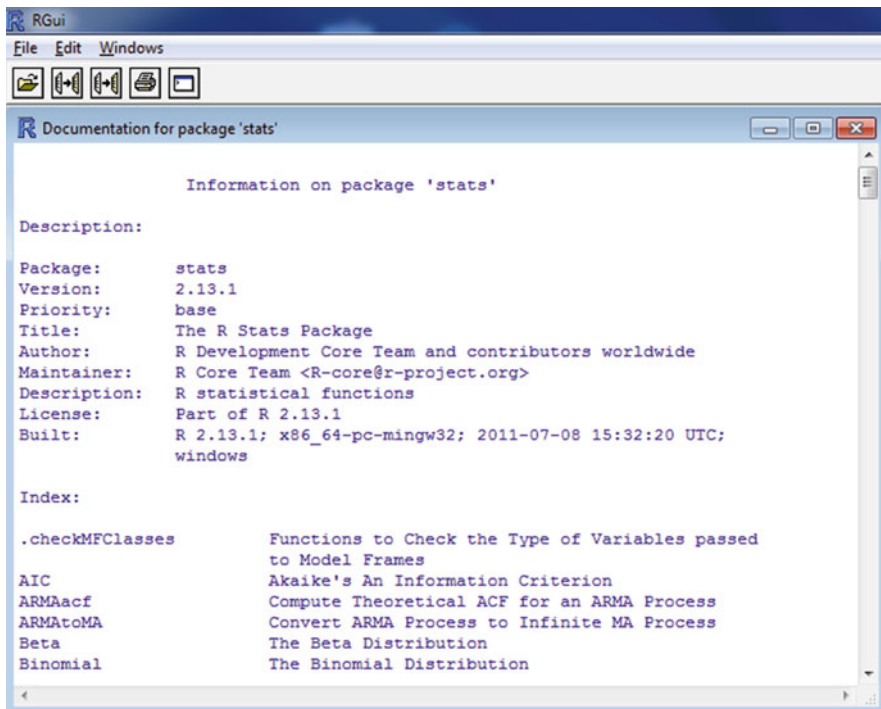 RGui
File Edit Windows
Documentation for package 'stats'
Information on package 'stats'
Description:
Package: stats
Version: 2.13.1
Priority: base
Title: The R Stats Package
Author: R Development Core Team and contributors worldwide
Maintainer: R Core Team <R-core@r-project.org>
Description: R statistical functions
License: Part of R 2.13.1
Built: R 2.13.1; x86_64-pc-mingw32; 2011-07-08 15:32:20 UTC;
windows
Index:
.checkMFClasses Functions to Check the Type of Variables passed
to Model Frames
AIC Akaike's An Information Criterion
ARMAacf Compute Theoretical ACF for an ARMA Process
ARMAtoMA Convert ARMA Process to Infinite MA Process
Beta The Beta Distribution
Binomial The Binomial Distribution